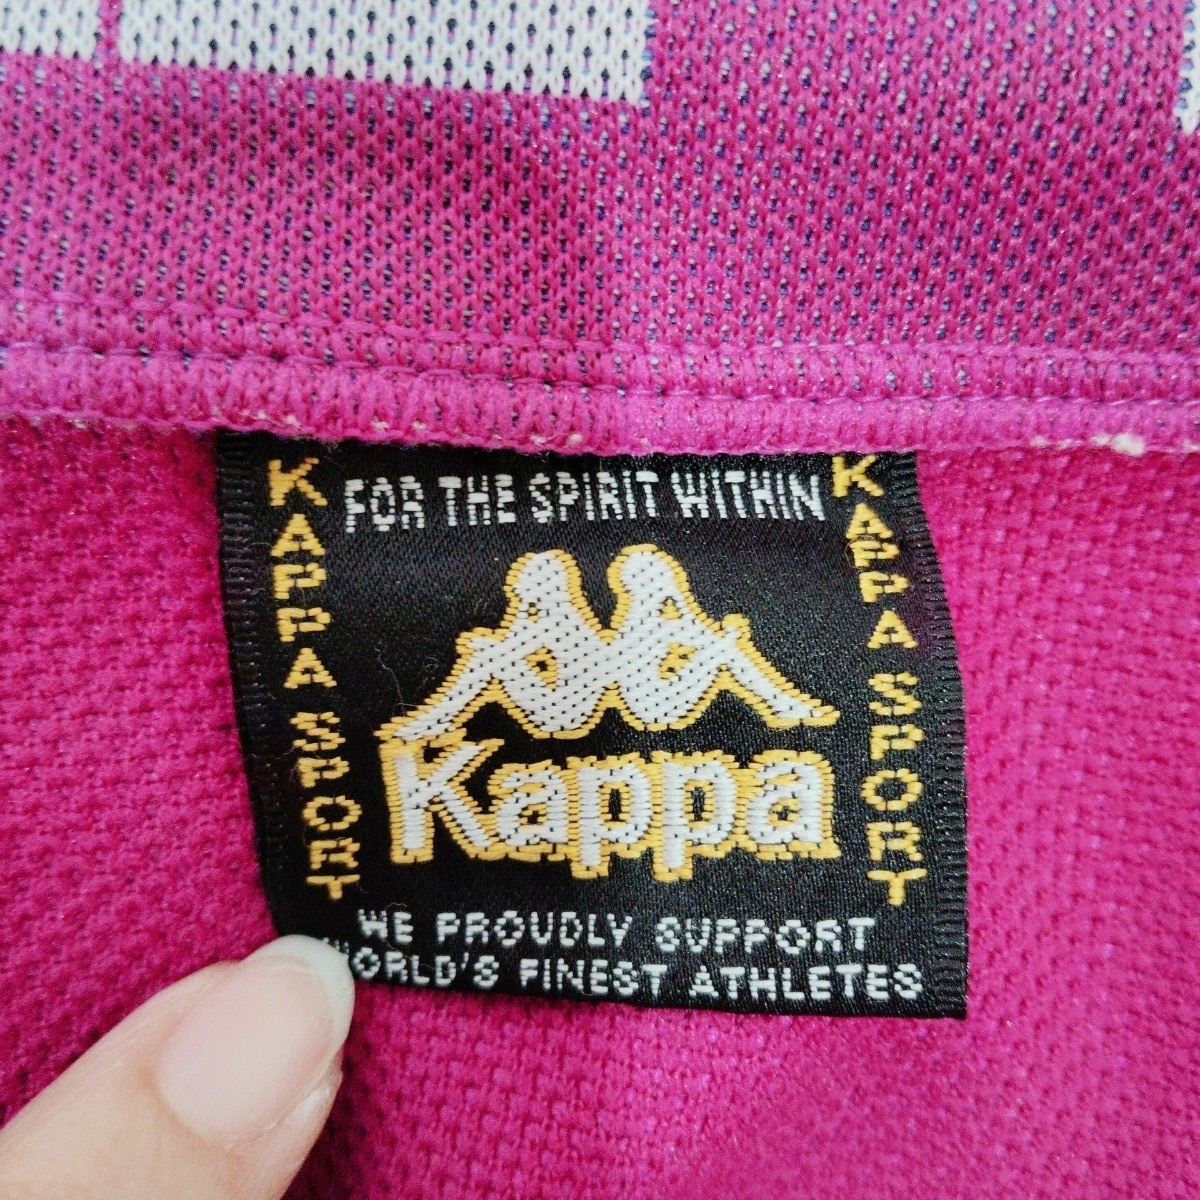 FOR THE SPIRIT WITHIN
KAPPA SPORT
KAPPA SPORT
Kappa
WE PROUDLY SUPPORT
WORLD'S FINEST ATHLETES